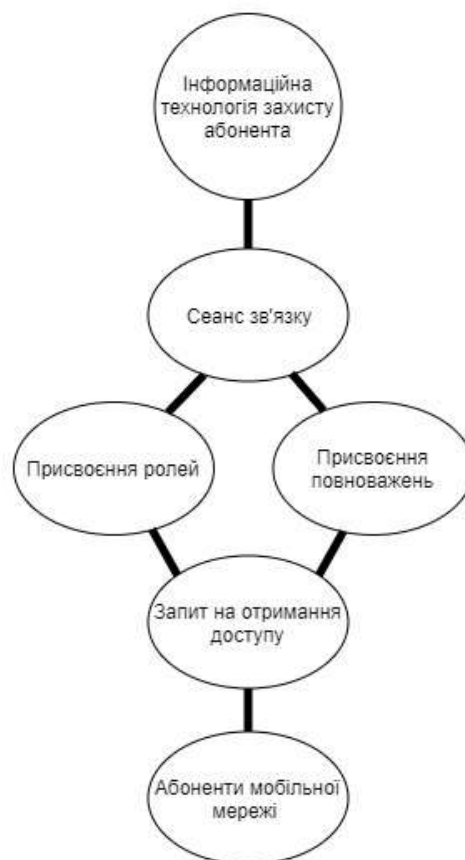 Інформаційна
технологія захисту
абонента
Сеанс зв'язку
Присвоєння ролей
Присвоєння
повноважень
Запит на отримання
доступу
Абоненти мобільної
мережі